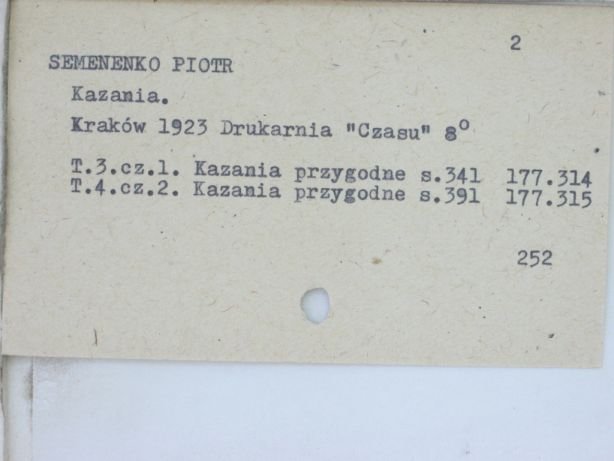 2
SEMENENKO PIOTR
Kazania.
Kraków 1923 Drukarnia "Czasu" 8⁰
T.3.cz.1. Kazania przygodne s.341 177.314
T.4.cz.2. Kazania przygodne s.391 177.315
252